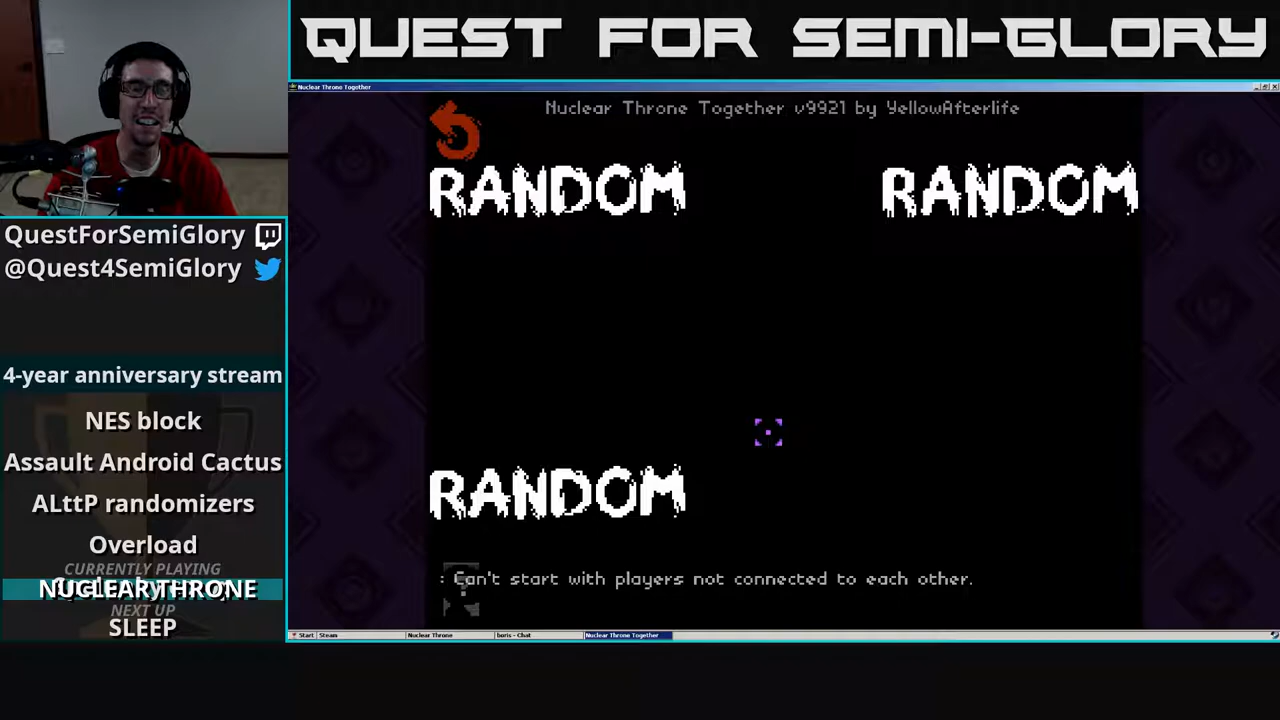 QUEST FOR SEMI-GLORY
Nuclear Throne Together
Nuclear Throne Together v9921 by YellowAfterlife
RANDOM
RANDOM
RANDOM
: Can't start with players not connected to each other.
Start
Steam
Nuclear Throne
boris - Chat
Nuclear Throne Together
QuestForSemiGlory
@Quest4SemiGlory
4-year anniversary stream
NES block
Assault Android Cactus
ALttP randomizers
Overload
CURRENTLY PLAYING
NUCLEAR THRONE
NEXT UP
SLEEP